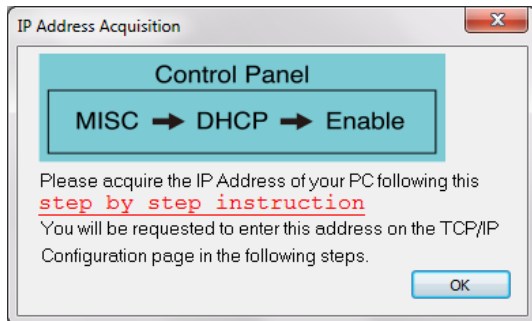 IP Address Acquisition
Control Panel
MISC → DHCP → Enable
Please acquire the IP Address of your PC following this
step by step instruction
You will be requested to enter this address on the TCP/IP
Configuration page in the following steps.
OK